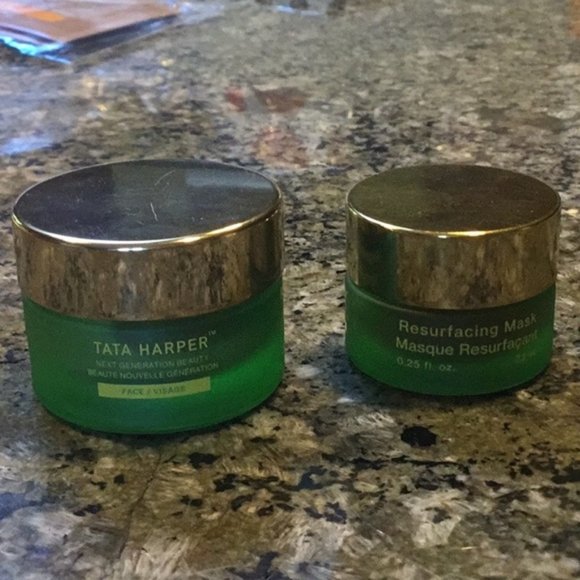 TATA HARPER™
NEXT GENERATION BEAUTY
BEAUTÉ NOUVELLE GÉNÉRATION
FACE / VISAGE
Resurfacing Mask
Masque Resurfaçant
0.25 fl. oz.